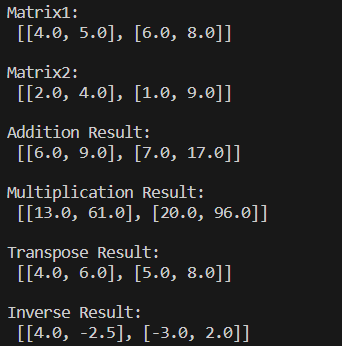 Matrix1:
[[4.0, 5.0], [6.0, 8.0]]
Matrix2:
[[2.0, 4.0], [1.0, 9.0]]
Addition Result:
[[6.0, 9.0], [7.0, 17.0]]
Multiplication Result:
[[13.0, 61.0], [20.0, 96.0]]
Transpose Result:
[[4.0, 6.0], [5.0, 8.0]]
Inverse Result:
[[4.0, -2.5], [-3.0, 2.0]]